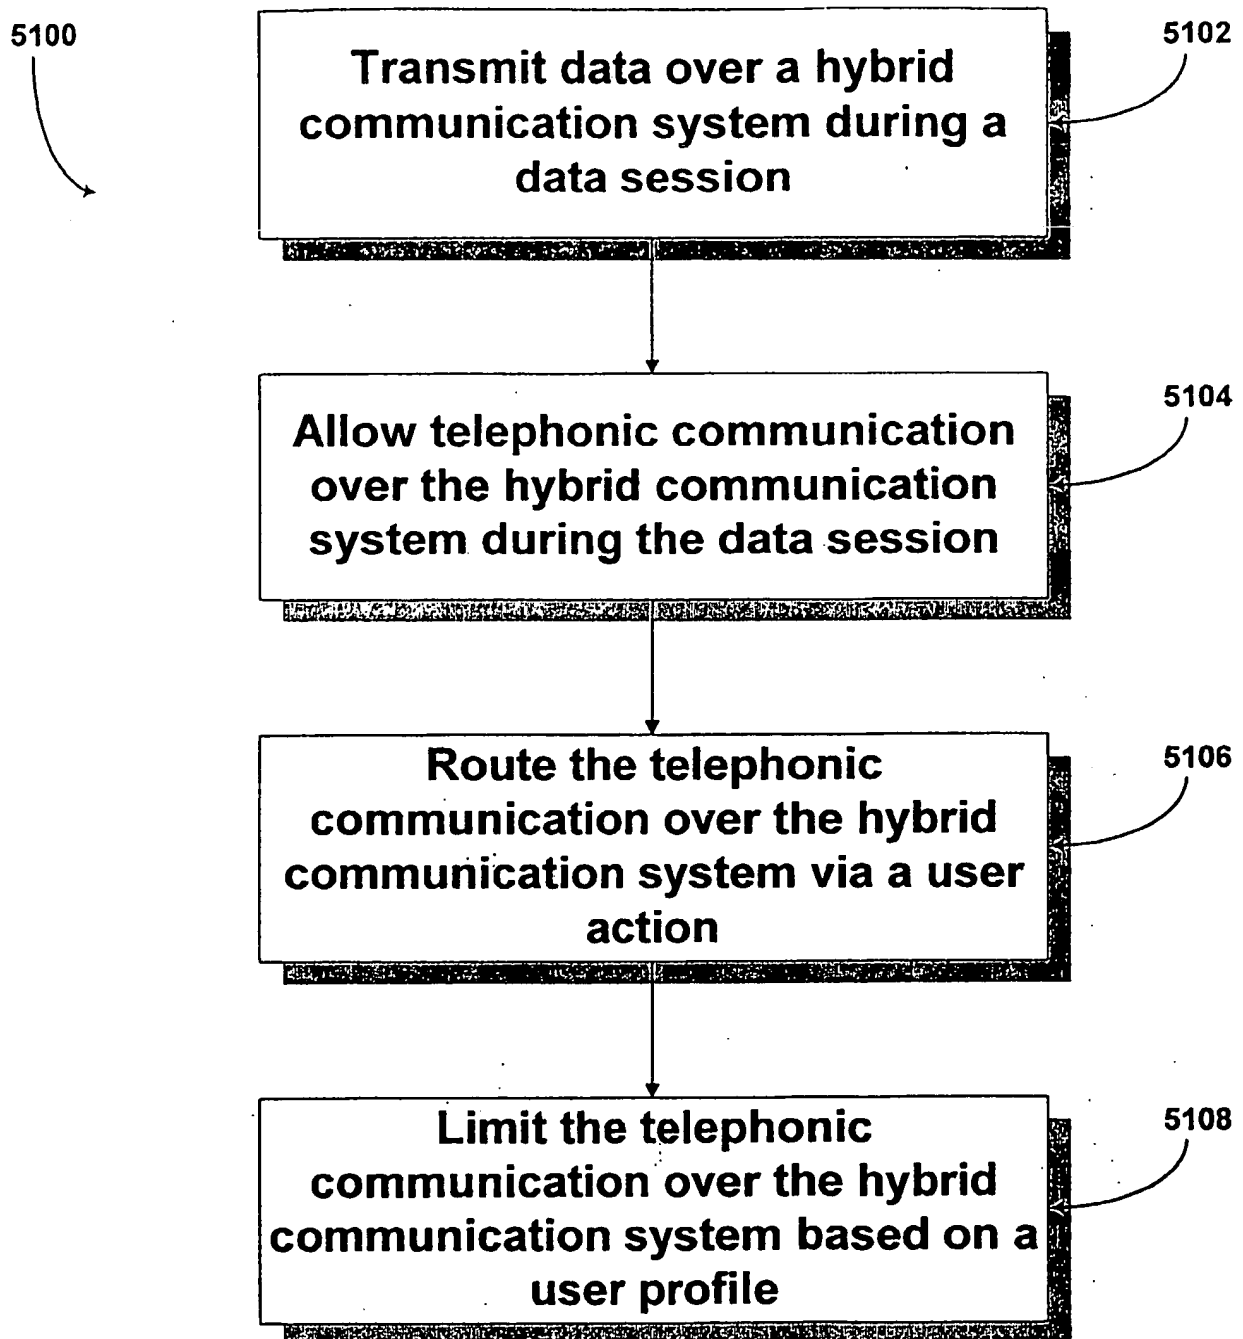 5100
5102
Transmit data over a hybrid
communication system during a
data session
5104
Allow telephonic communication
over the hybrid communication
system during the data session
5106
Route the telephonic
communication over the hybrid
communication system via a user
action
5108
Limit the telephonic
communication over the hybrid
communication system based on a
user profile